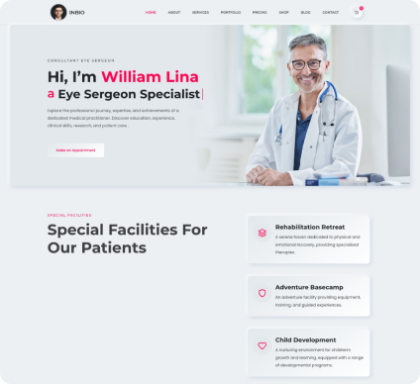 INBIO
HOME ABOUT SERVICES PORTFOLIO PRICING SHOP BLOG CONTACT
CONSULTANT EYE SERGEON
Hi, I'm William Lina
a Eye Sergeon Specialist
Explore the professional journey, expertise, and achievements of a
dedicated medical practitioner. Discover education, experience,
clinical skills, research, and patient care.
Make an Appointment
SPECIAL FACILITIES
Special Facilities For
Our Patients
Rehabilitation Retreat
A serene haven dedicated to physical and
emotional recovery, providing specialized
therapies.
Adventure Basecamp
An adventure facility providing equipment,
training, and guided experiences.
Child Development
A nurturing environment for children's
growth and learning, equipped with a range
of developmental programs.